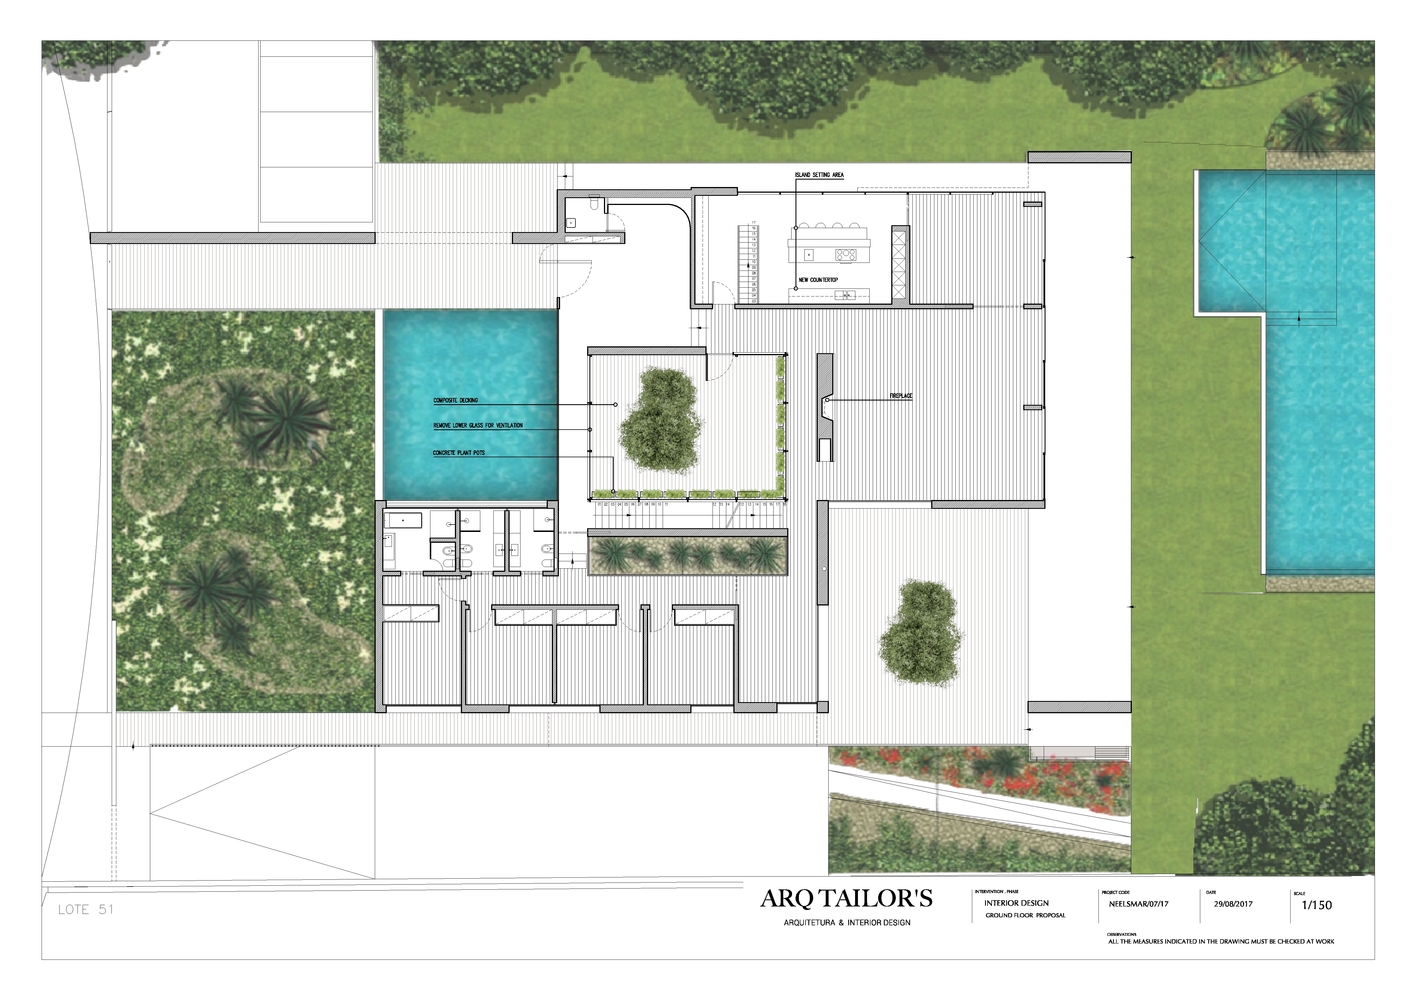 ISLAND SETTING AREA
NEW COUNTERTOP
COMPOSITE DECKING
FIREPLACE
REMOVE LOWER GLASS FOR VENTILATION
CONCRETE PLANT POTS
LOTE 51
ARQ TAILOR'S
ARQUITETURA & INTERIOR DESIGN
INTERVENTION . PHASE
INTERIOR DESIGN
GROUND FLOOR PROPOSAL
PROJECT CODE
NEELSMAR/07/17
DATE
29/08/2017
SCALE
1/150
OBSERVATIONS
ALL THE MEASURES INDICATED IN THE DRAWING MUST BE CHECKED AT WORK